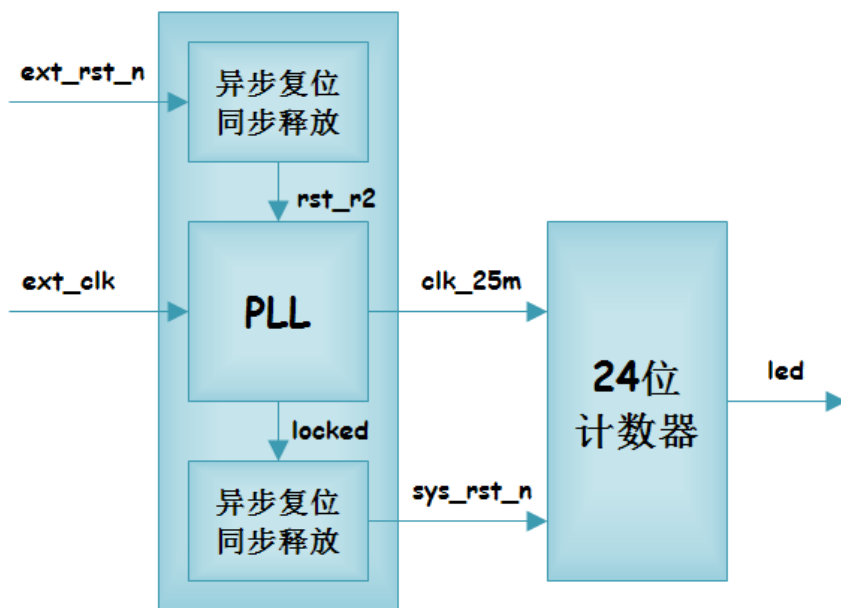 ext_rst_n
异步复位
同步释放
rst_r2
ext_clk
PLL
clk_25m
locked
24位
计数器
led
异步复位
同步释放
sys_rst_n